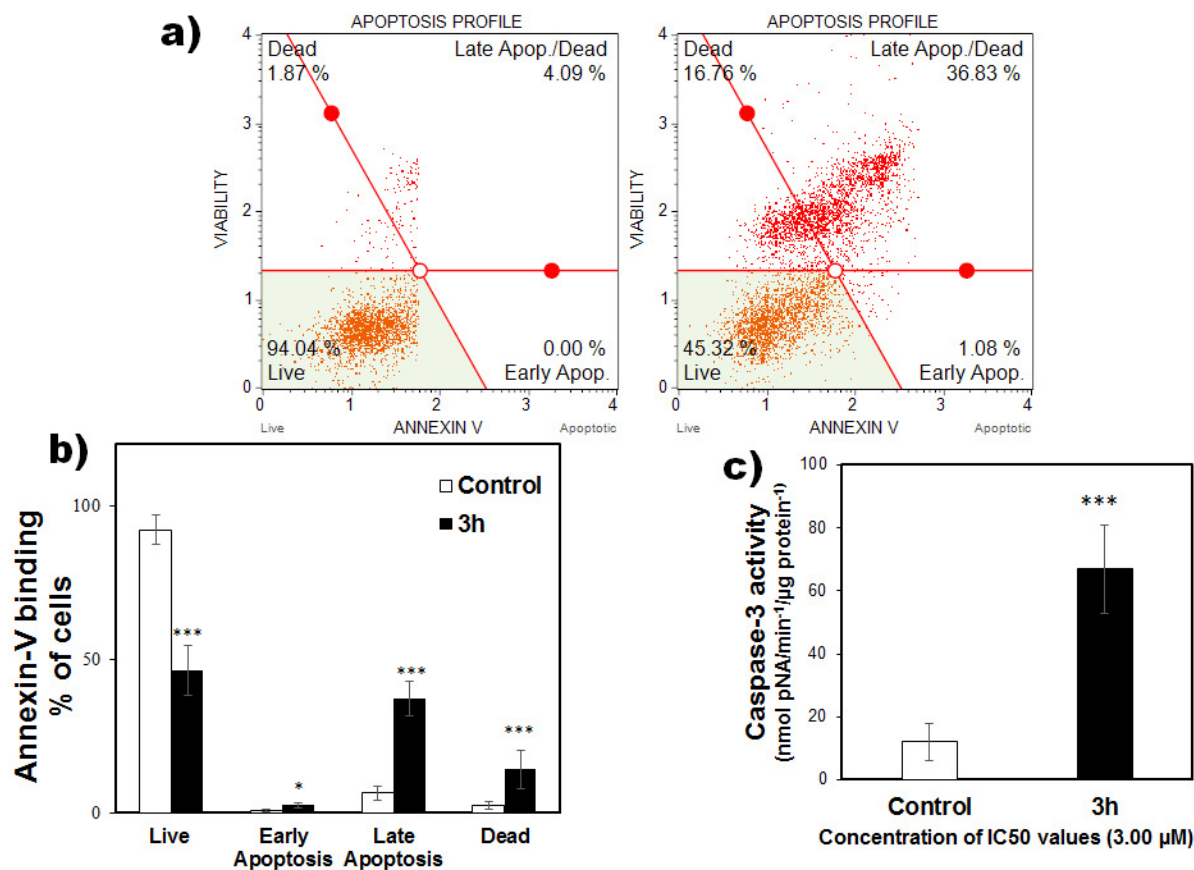 a)
APOPTOSIS PROFILE
4
Dead
1.87 %
Late Apop./Dead
4.09 %
3
VIABILITY
2
1
94.04 %
Live
0.00 %
Early Apop.
0
0 1 2 3 4
Live ANNEXIN V Apoptotic
APOPTOSIS PROFILE
4
Dead
16.76 %
Late Apop./Dead
36.83 %
3
VIABILITY
2
1
45.32 %
Live
1.08 %
Early Apop.
0
0 1 2 3 4
Live ANNEXIN V Apoptotic
b)
Annexin-V binding
% of cells
100
50
0
Control
3h
***
*
***
***
Live
Early
Apoptosis
Late
Apoptosis
Dead
c)
Caspase-3 activity
(nmol pNA/min⁻¹/µg protein⁻¹)
100
80
60
40
20
0
***
Control 3h
Concentration of IC50 values (3.00 µM)